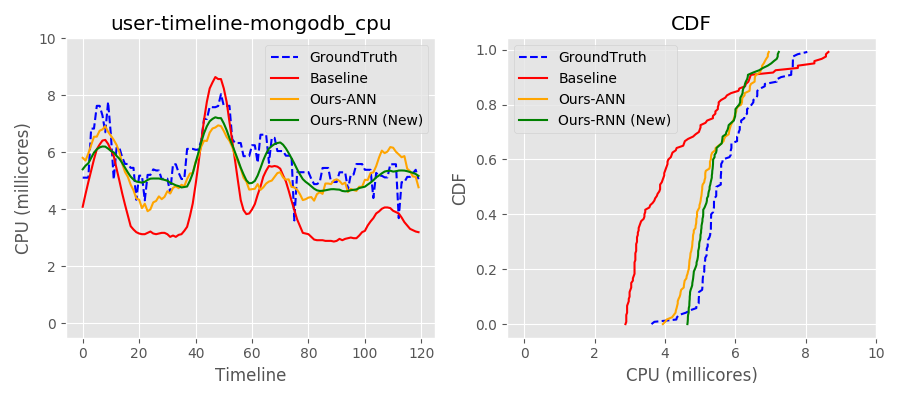 user-timeline-mongodb_cpu
CPU (millicores)
10
8
6
4
2
0
GroundTruth
Baseline
Ours-ANN
Ours-RNN (New)
0 20 40 60 80 100 120
Timeline
CDF
CDF
1.0
0.8
0.6
0.4
0.2
0.0
GroundTruth
Baseline
Ours-ANN
Ours-RNN (New)
0 2 4 6 8 10
CPU (millicores)